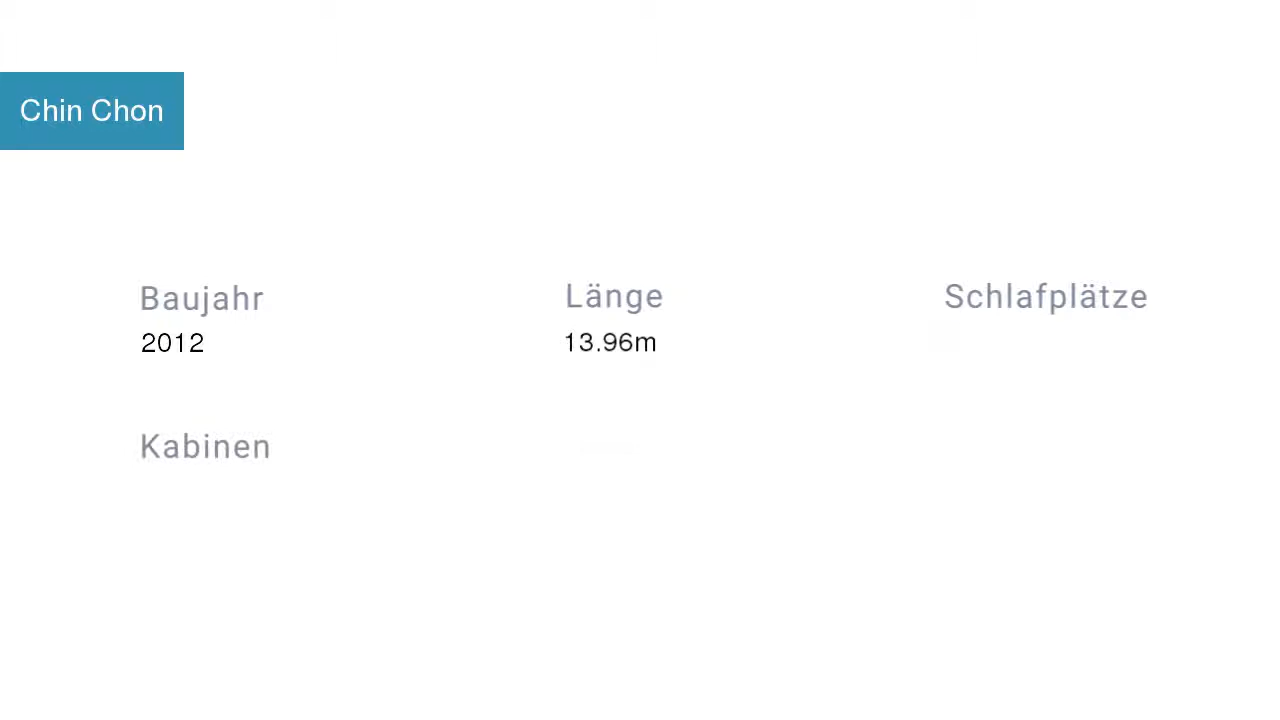 Chin Chon
Baujahr
2012
Länge
13.96m
Schlafplätze
Kabinen